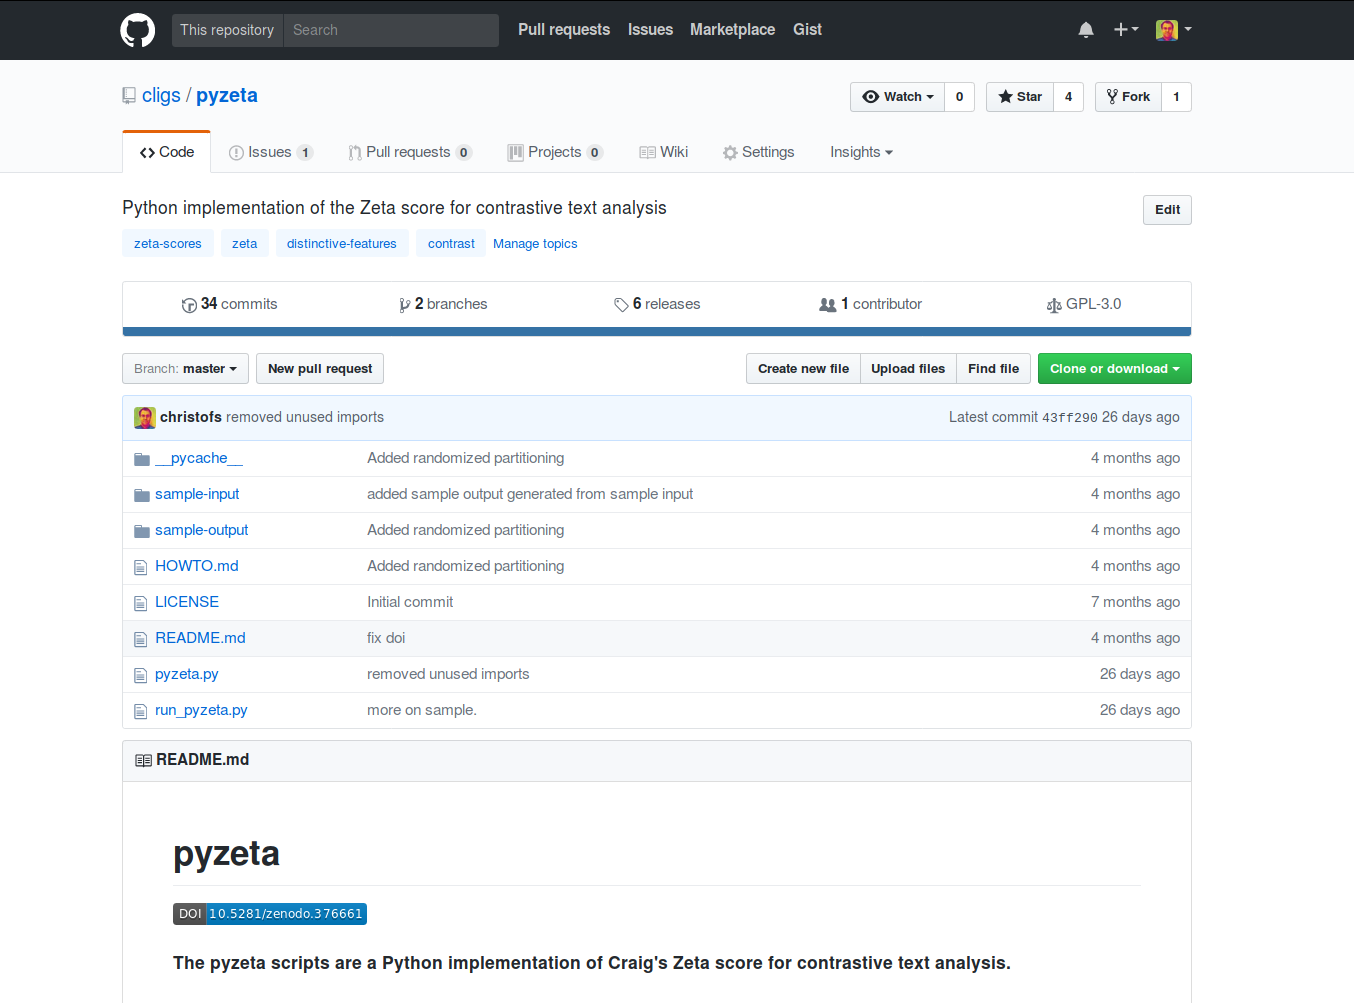 This repository Search Pull requests Issues Marketplace Gist
cligs / pyzeta Watch 0 Star 4 Fork 1
Code Issues 1 Pull requests 0 Projects 0 Wiki Settings Insights
Python implementation of the Zeta score for contrastive text analysis Edit
zeta-scores zeta distinctive-features contrast Manage topics
34 commits 2 branches 6 releases 1 contributor GPL-3.0
Branch: master New pull request Create new file Upload files Find file Clone or download
christofs removed unused imports Latest commit 43ff290 26 days ago
__pycache__ Added randomized partitioning 4 months ago
sample-input added sample output generated from sample input 4 months ago
sample-output Added randomized partitioning 4 months ago
HOWTO.md Added randomized partitioning 4 months ago
LICENSE Initial commit 7 months ago
README.md fix doi 4 months ago
pyzeta.py removed unused imports 26 days ago
run_pyzeta.py more on sample. 26 days ago
README.md
pyzeta
DOI 10.5281/zenodo.376661
The pyzeta scripts are a Python implementation of Craig's Zeta score for contrastive text analysis.